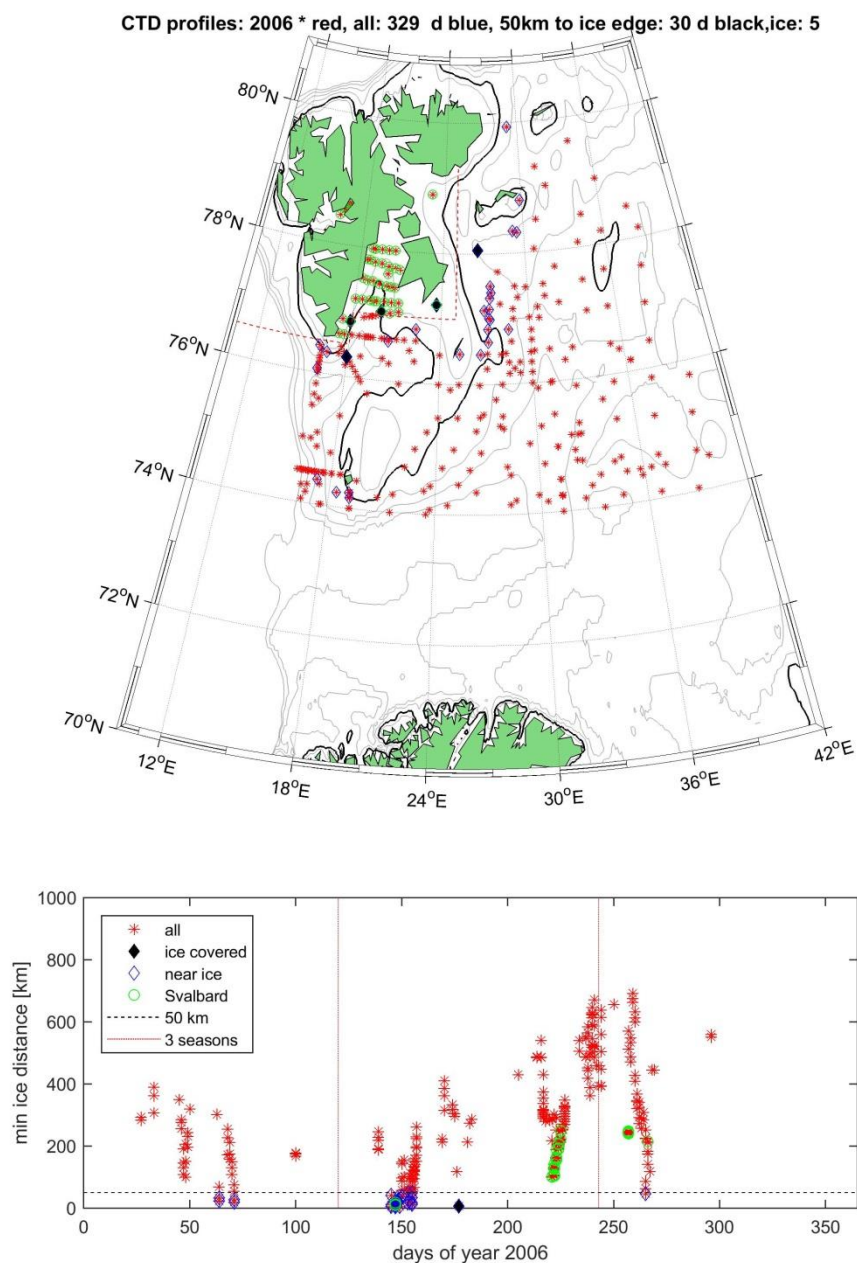 CTD profiles: 2006 * red, all: 329 d blue, 50km to ice edge: 30 d black,ice: 5
80°N
78°N
76°N
74°N
72°N
70°N
12°E
18°E
24°E
30°E
36°E
42°E
1000
800
600
400
200
0
min ice distance [km]
all
ice covered
near ice
Svalbard
50 km
3 seasons
0 50 100 150 200 250 300 350
days of year 2006